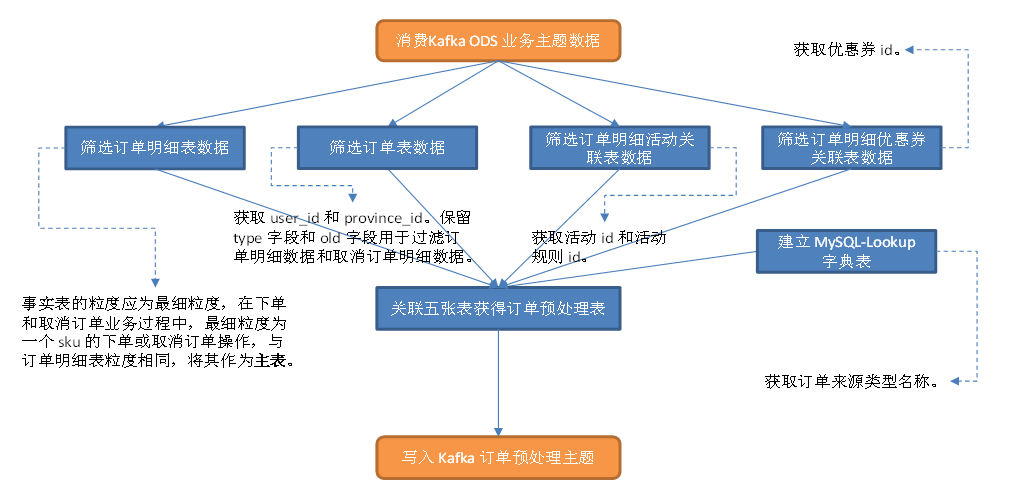 消费Kafka ODS 业务主题数据
获取优惠券 id。
筛选订单明细表数据
筛选订单表数据
筛选订单明细活动关
联表数据
筛选订单明细优惠券
关联表数据
获取 user_id 和 province_id。保留
type 字段和 old 字段用于过滤订
单明细数据和取消订单明细数据。
获取活动 id 和活动
规则 id。
建立 MySQL-Lookup
字典表
事实表的粒度应为最细粒度，在下单
和取消订单业务过程中，最细粒度为
一个 sku 的下单或取消订单操作，与
订单明细表粒度相同，将其作为主表。
关联五张表获得订单预处理表
获取订单来源类型名称。
写入 Kafka 订单预处理主题